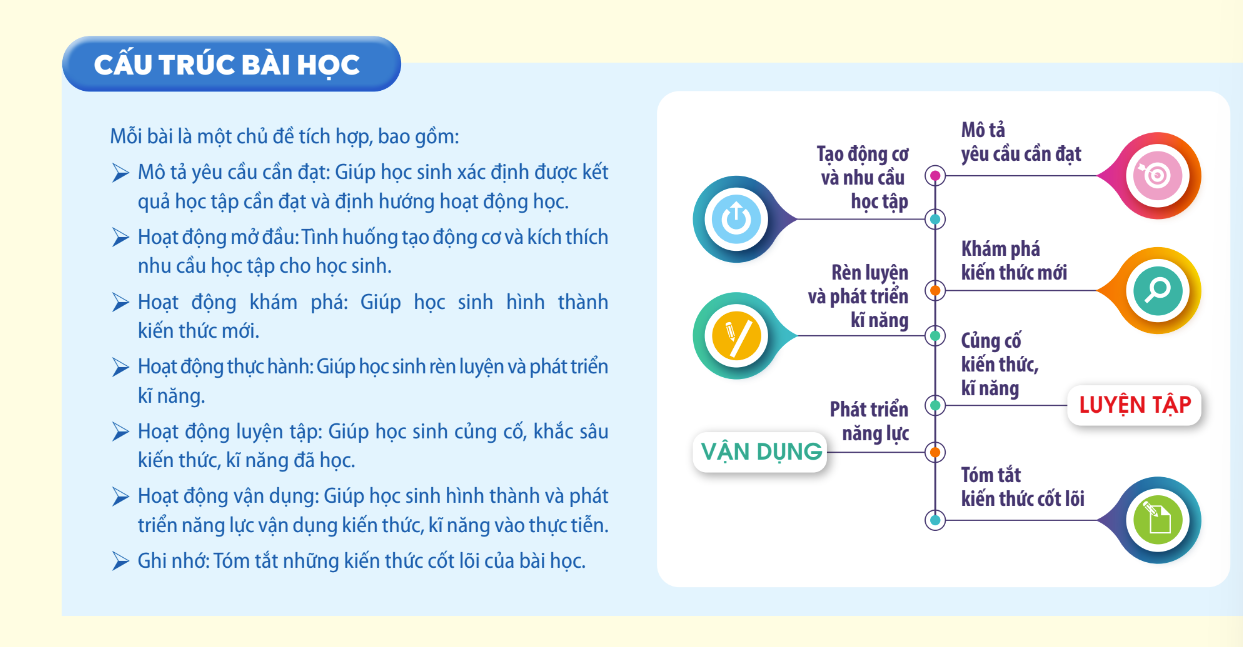 CẤU TRÚC BÀI HỌC
Mỗi bài là một chủ đề tích hợp, bao gồm:
➢ Mô tả yêu cầu cần đạt: Giúp học sinh xác định được kết
quả học tập cần đạt và định hướng hoạt động học.
➢ Hoạt động mở đầu: Tình huống tạo động cơ và kích thích
nhu cầu học tập cho học sinh.
➢ Hoạt động khám phá: Giúp học sinh hình thành
kiến thức mới.
➢ Hoạt động thực hành: Giúp học sinh rèn luyện và phát triển
kĩ năng.
➢ Hoạt động luyện tập: Giúp học sinh củng cố, khắc sâu
kiến thức, kĩ năng đã học.
➢ Hoạt động vận dụng: Giúp học sinh hình thành và phát
triển năng lực vận dụng kiến thức, kĩ năng vào thực tiễn.
➢ Ghi nhớ: Tóm tắt những kiến thức cốt lõi của bài học.
Mô tả
yêu cầu cần đạt
Tạo động cơ
và nhu cầu
học tập
Khám phá
kiến thức mới
Rèn luyện
và phát triển
kĩ năng
Củng cố
kiến thức,
kĩ năng
LUYỆN TẬP
Phát triển
năng lực
VẬN DỤNG
Tóm tắt
kiến thức cốt lõi